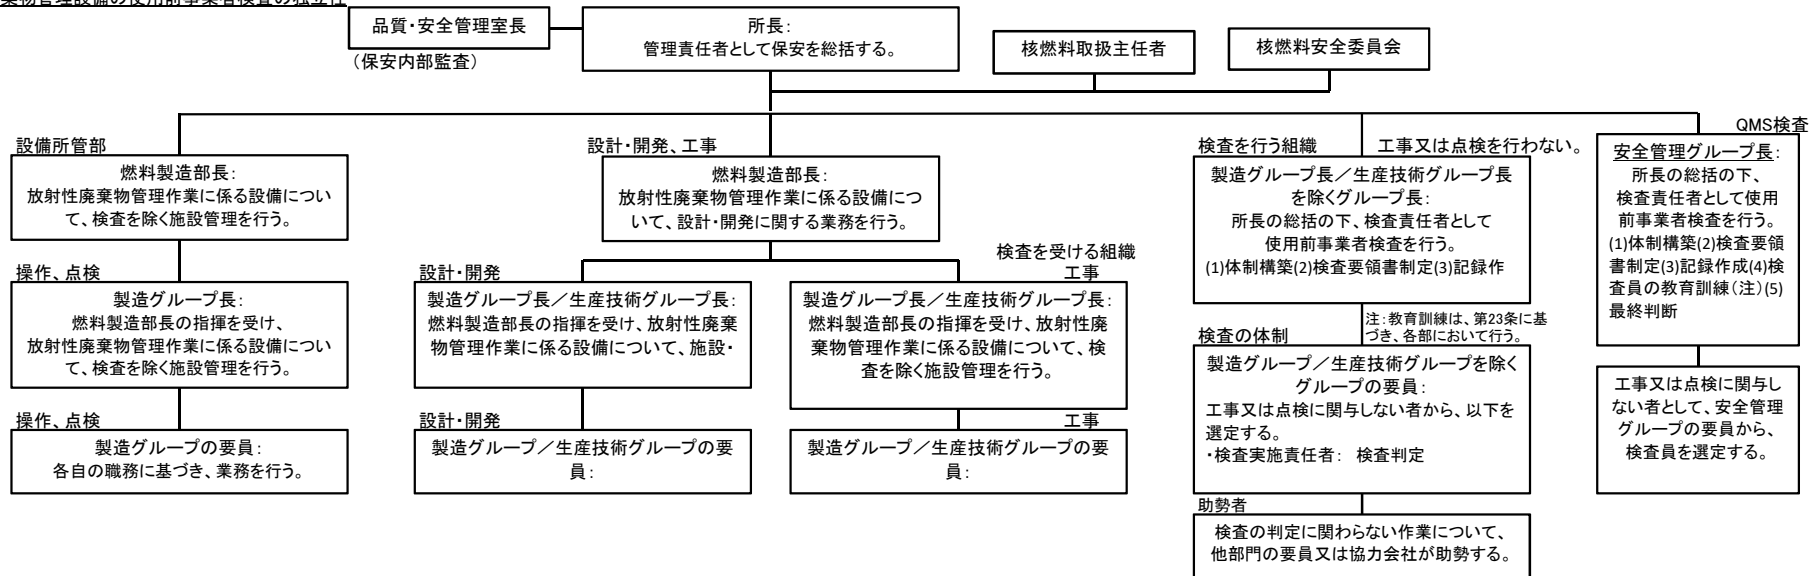 棄物管理設備の使用前事業者検査の独立性
品質・安全管理室長
(保安内部監査)
所長:
管理責任者として保安を総括する。
核燃料取扱主任者
核燃料安全委員会
設備所管部
燃料製造部長:
放射性廃棄物管理作業に係る設備につい
て、検査を除く施設管理を行う。
操作、点検
製造グループ長:
燃料製造部長の指揮を受け、
放射性廃棄物管理作業に係る設備につい
て、検査を除く施設管理を行う。
操作、点検
製造グループの要員:
各自の職務に基づき、業務を行う。
設計・開発、工事
燃料製造部長:
放射性廃棄物管理作業に係る設備につ
いて、設計・開発に関する業務を行う。
検査を受ける組織
設計・開発
製造グループ長/生産技術グループ長:
燃料製造部長の指揮を受け、放射性廃棄
物管理作業に係る設備について、施設・
設計・開発
製造グループ/生産技術グループの要
員:
工事
製造グループ長/生産技術グループ長:
燃料製造部長の指揮を受け、放射性廃
棄物管理作業に係る設備について、検
査を除く施設管理を行う。
工事
製造グループ/生産技術グループの要
員:
検査を行う組織
工事又は点検を行わない。
製造グループ長/生産技術グループ長
を除くグループ長:
所長の総括の下、検査責任者として
使用前事業者検査を行う。
(1)体制構築(2)検査要領書制定(3)記録作
注:教育訓練は、第23条に基
づき、各部において行う。
検査の体制
製造グループ/生産技術グループを除く
グループの要員:
工事又は点検に関与しない者から、以下を
選定する。
・検査実施責任者: 検査判定
助勢者
検査の判定に関わらない作業について、
他部門の要員又は協力会社が助勢する。
QMS検査
安全管理グループ長:
所長の総括の下、
検査責任者として使用
前事業者検査を行う。
(1)体制構築(2)検査要領
書制定(3)記録作成(4)検
査員の教育訓練(注)(5)
最終判断
工事又は点検に関与し
ない者として、安全管理
グループの要員から、
検査員を選定する。